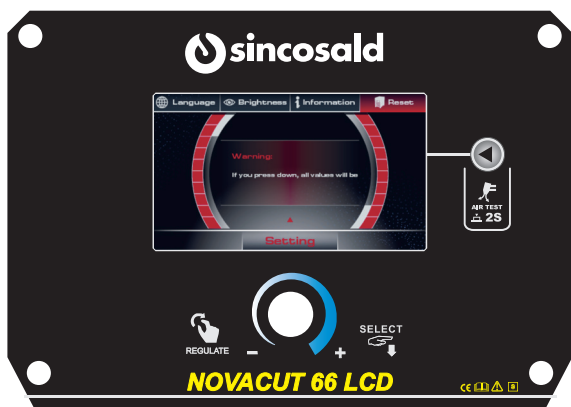 sincosald
Language Brightness Information Reset
Warning:
If you press down, all values will be
Setting
AIR TEST
2S
REGULATE
- +
SELECT
NOVACUT 66 LCD
CE